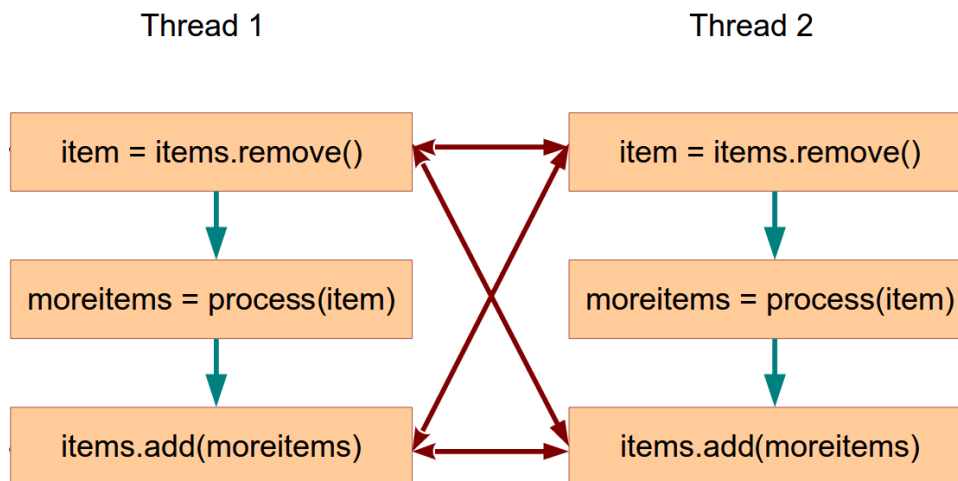 Thread 1
Thread 2
item = items.remove()
item = items.remove()
moreitems = process(item)
moreitems = process(item)
items.add(moreitems)
items.add(moreitems)